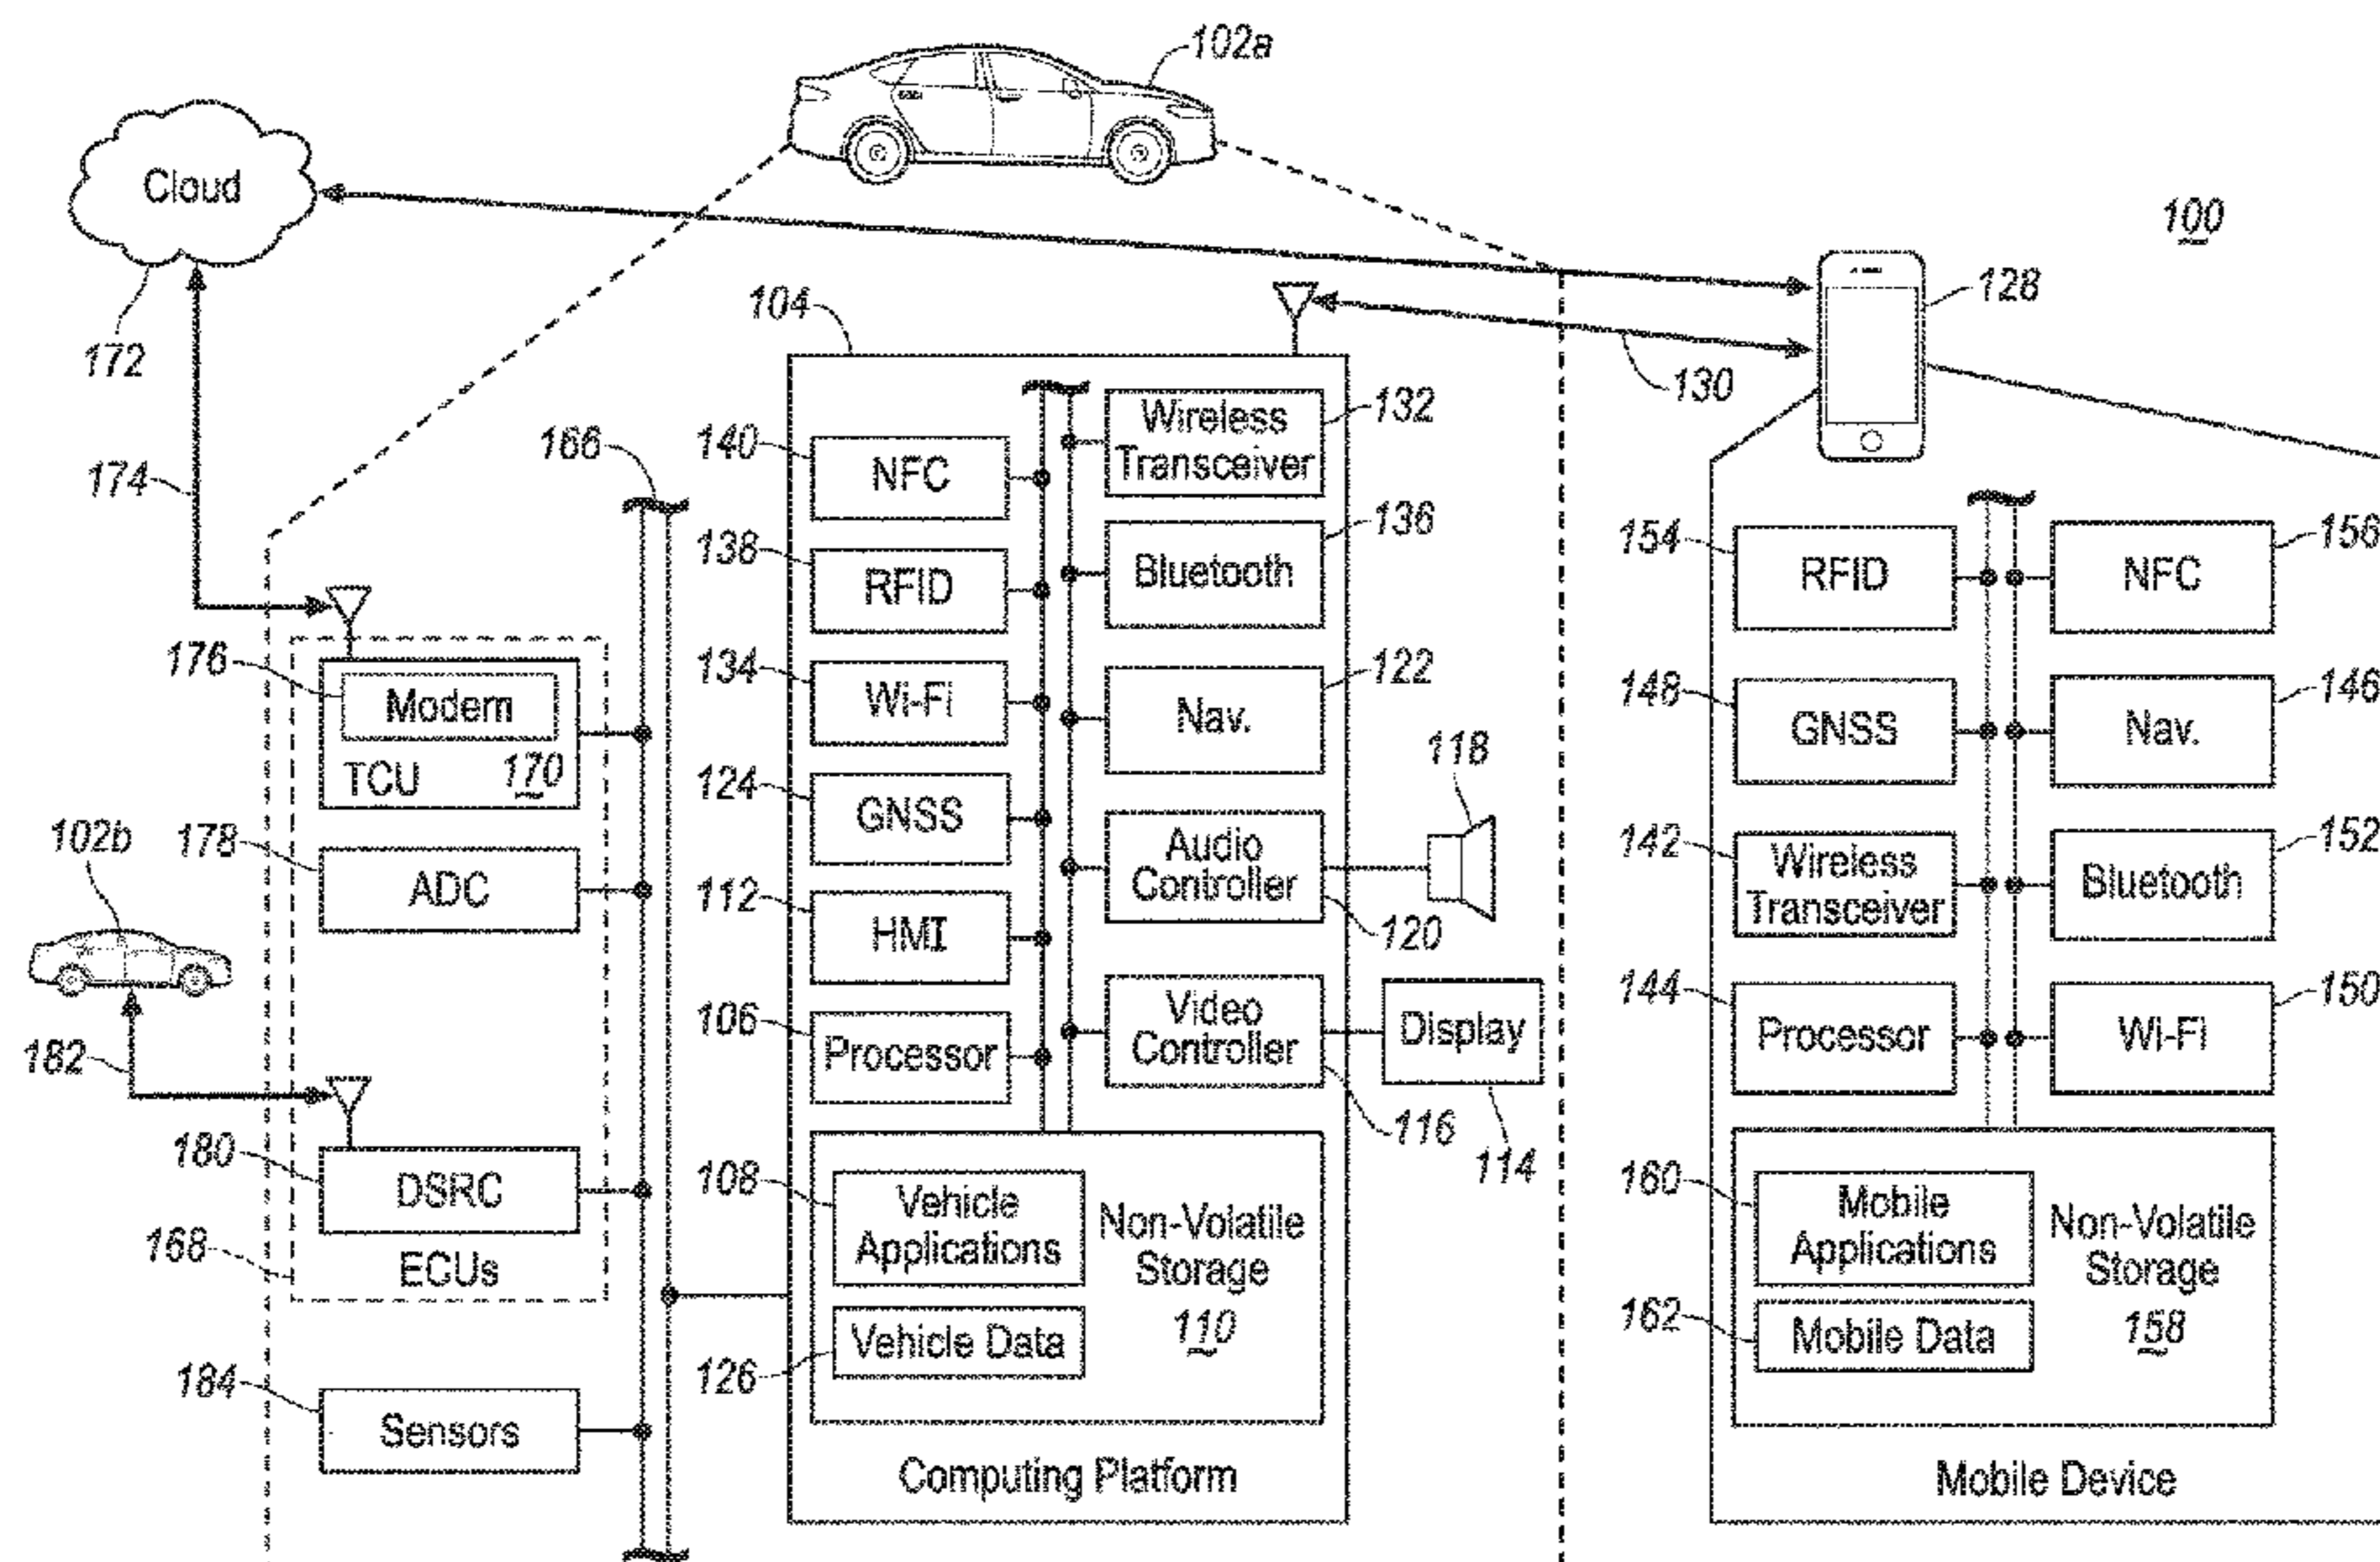 102a
Cloud
100
128
104
172
130
Wireless
Transceiver
132
166
140
NFC
174
136
138
RFID
Bluetooth
154
RFID
NFC
156
176
Modem
TCU
170
134
Wi-Fi
122
Nav.
148
GNSS
Nav.
146
118
124
GNSS
102b
178
ADC
Audio
Controller
120
142
Wireless
Transceiver
Bluetooth
152
112
HMI
182
106
Processor
Video
Controller
116
Display
114
144
Processor
Wi-Fi
150
180
DSRC
168
ECUs
108
Vehicle
Applications
Non-Volatile
Storage
110
126
Vehicle Data
160
Mobile
Applications
Non-Volatile
Storage
158
162
Mobile Data
184
Sensors
Computing Platform
Mobile Device